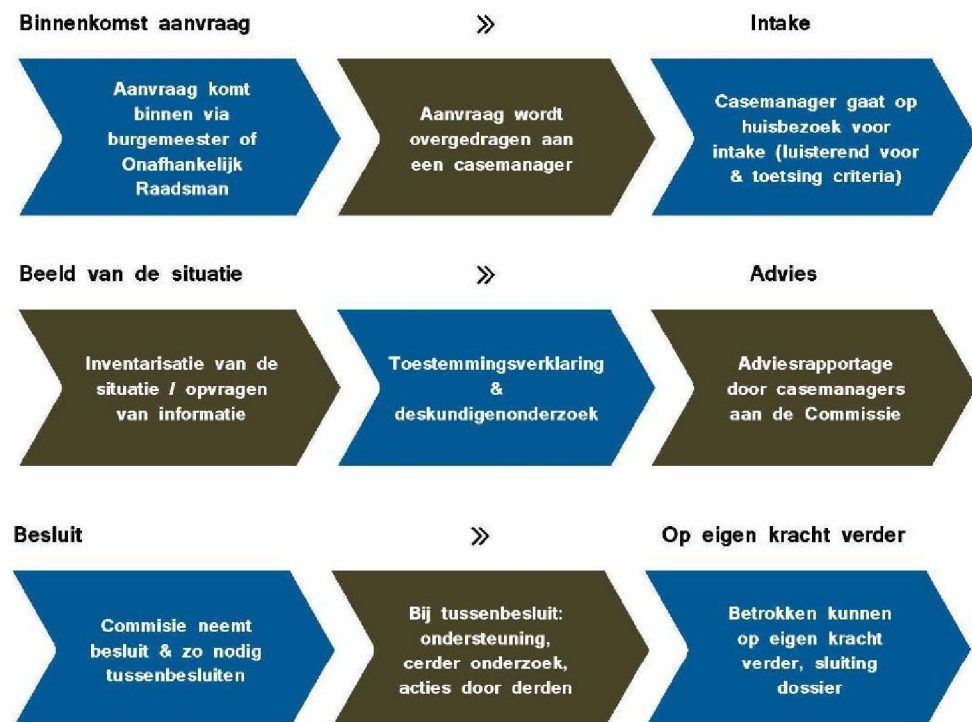 Binnenkomst aanvraag » Intake
Aanvraag komt
binnen via
burgemeester of
Onafhankelijk
Raadsman
Aanvraag wordt
overgedragen aan
een casemanager
Casemanager gaat op
huisbezoek voor
intake (luisterend voor
& toetsing criteria)
Beeld van de situatie » Advies
Inventarisatie van de
situatie / opvragen
van informatie
Toestemmingsverklaring
&
deskundigenonderzoek
Adviesrapportage
door casemanagers
aan de Commissie
Besluit » Op eigen kracht verder
Commisie neemt
besluit & zo nodig
tussenbesluiten
Bij tussenbesluit:
ondersteuning,
cerder onderzoek,
acties door derden
Betrokken kunnen
op eigen kracht
verder, sluiting
dossier